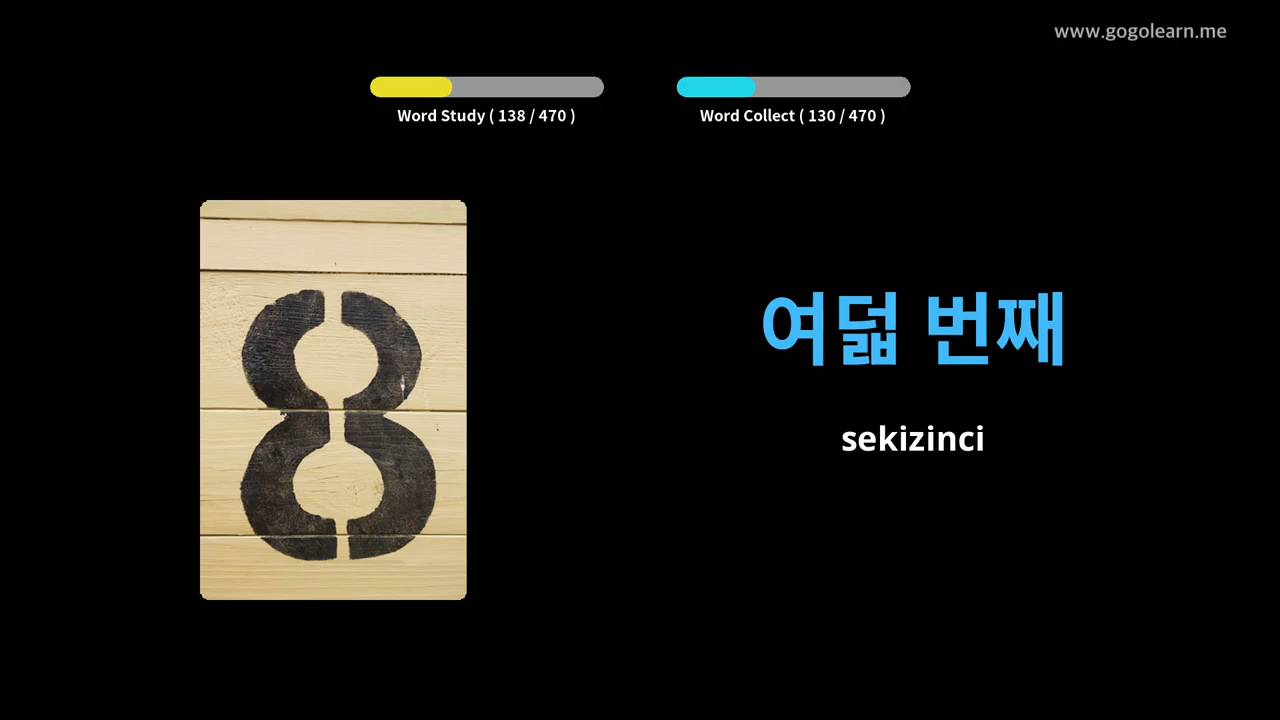 www.gogolearn.me
Word Study ( 138 / 470 )
Word Collect ( 130 / 470 )
8
여덟 번째
sekizinci